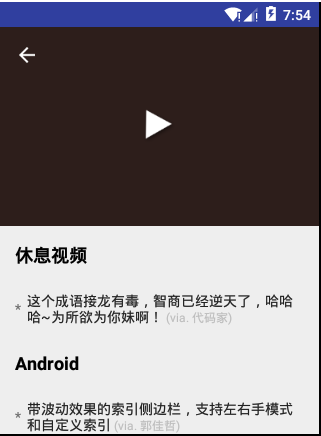 7:54
休息视频
* 这个成语接龙有毒，智商已经逆天了，哈哈
哈~为所欲为你妹啊！ (via. 代码家)
Android
* 带波动效果的索引侧边栏，支持左右手模式
和自定义索引 (via. 郭佳哲)